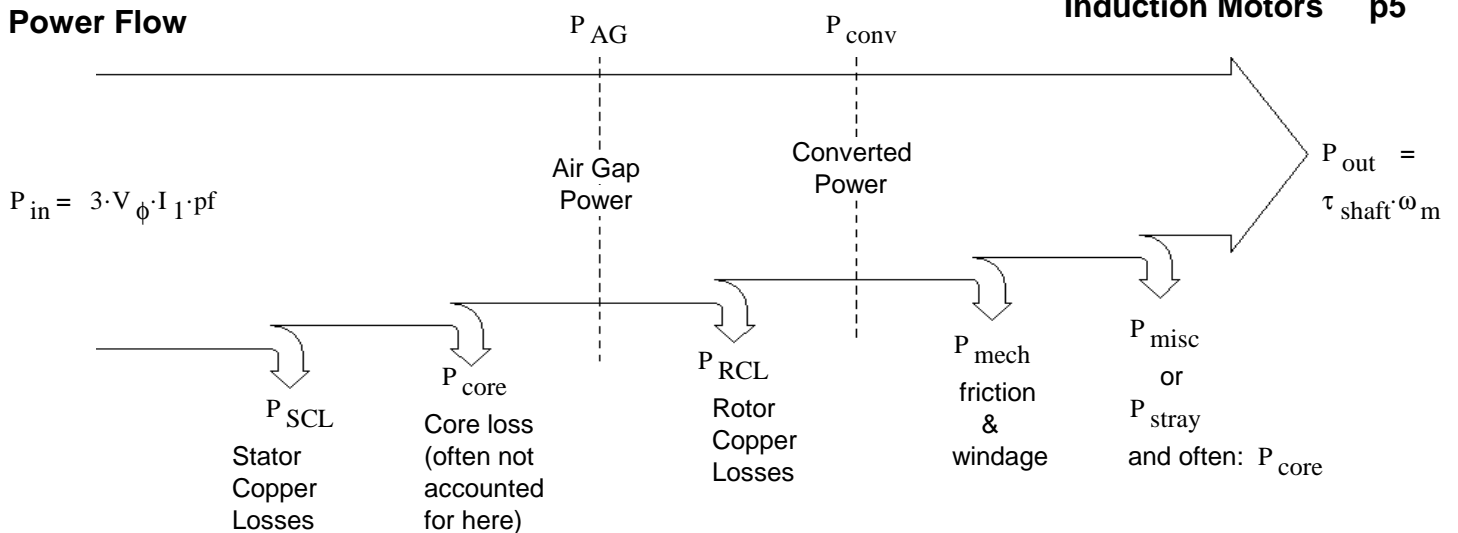 Induction Motors p5
Power Flow
P AG
P conv
Air Gap
Power
Converted
Power
P in = 3·V ϕ·I 1·pf
P out =
τ shaft·ω m
P SCL
Stator
Copper
Losses
P core
Core loss
(often not
accounted
for here)
P RCL
Rotor
Copper
Losses
P mech
friction
&
windage
P misc
or
P stray
and often: P core